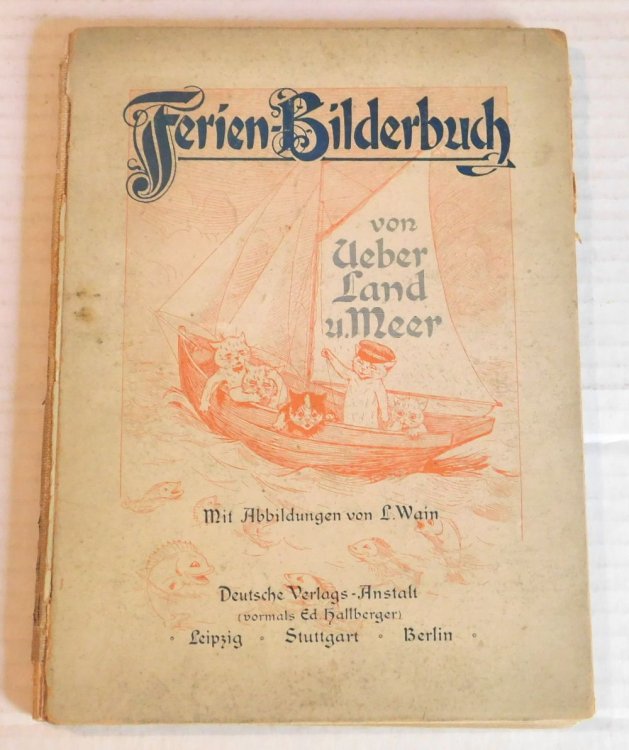 Ferien-Bilderbuch
von
Ueber
Land
u. Meer
Mit Abbildungen von L. Wain
Deutsche Verlags-Anstalt
(vormals Ed. Hallberger)
Leipzig • Stuttgart • Berlin